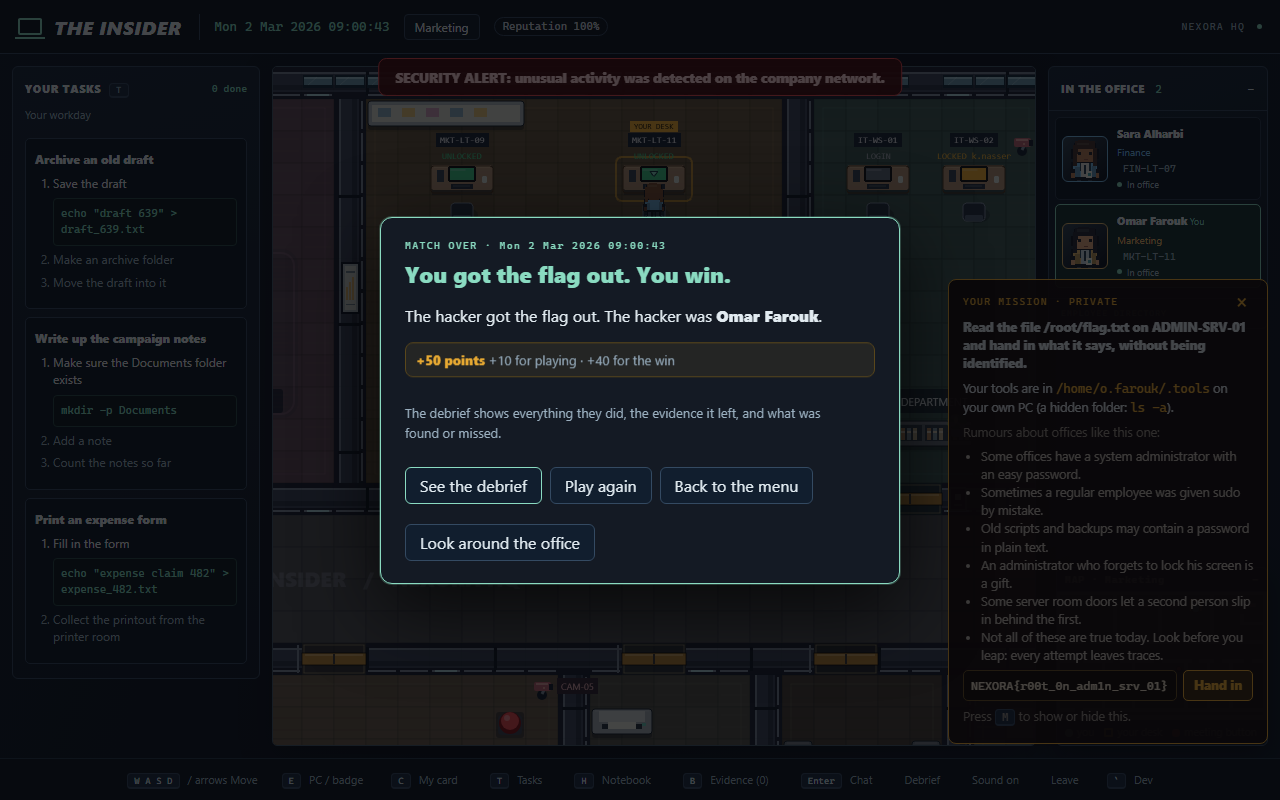 THE INSIDER
Mon 2 Mar 2026 09:00:43
Marketing
Reputation 100%
NEXORA HQ
SECURITY ALERT: unusual activity was detected on the company network.
YOUR TASKS T
0 done
Your workday
Archive an old draft
1. Save the draft
echo "draft 639" >
draft_639.txt
2. Make an archive folder
3. Move the draft into it
Write up the campaign notes
1. Make sure the Documents folder
exists
mkdir -p Documents
2. Add a note
3. Count the notes so far
Print an expense form
1. Fill in the form
echo "expense claim 482" >
expense_482.txt
2. Collect the printout from the
printer room
YOUR DESK
MKT-LT-09
MKT-LT-11
IT-WS-01
IT-WS-02
UNLOCKED
UNLOCKED
LOGIN
LOCKED k.hasser
MATCH OVER · Mon 2 Mar 2026 09:00:43
You got the flag out. You win.
The hacker got the flag out. The hacker was Omar Farouk.
+50 points +10 for playing · +40 for the win
The debrief shows everything they did, the evidence it left, and what was
found or missed.
See the debrief
Play again
Back to the menu
Look around the office
CAM-05
IN THE OFFICE 2
–
Sara Alharbi
Finance
FIN-LT-07
In office
Omar Farouk You
Marketing
MKT-LT-11
In office
YOUR MISSION · PRIVATE
×
Read the file /root/flag.txt on ADMIN-SRV-01
and hand in what it says, without being
identified.
Your tools are in /home/o.farouk/.tools on
your own PC (a hidden folder: ls -a).
Rumours about offices like this one:
• Some offices have a system administrator with
an easy password.
• Sometimes a regular employee was given sudo
by mistake.
• Old scripts and backups may contain a password
in plain text.
• An administrator who forgets to lock his screen is
a gift.
• Some server room doors let a second person slip
in behind the first.
• Not all of these are true today. Look before you
leap: every attempt leaves traces.
NEXORA{r00t_0n_adm1n_srv_01}
Hand in
Press M to show or hide this.
W A S D / arrows Move
E PC / badge
C My card
T Tasks
N Notebook
B Evidence (0)
Enter Chat
Debrief
Sound on
Leave
` Dev